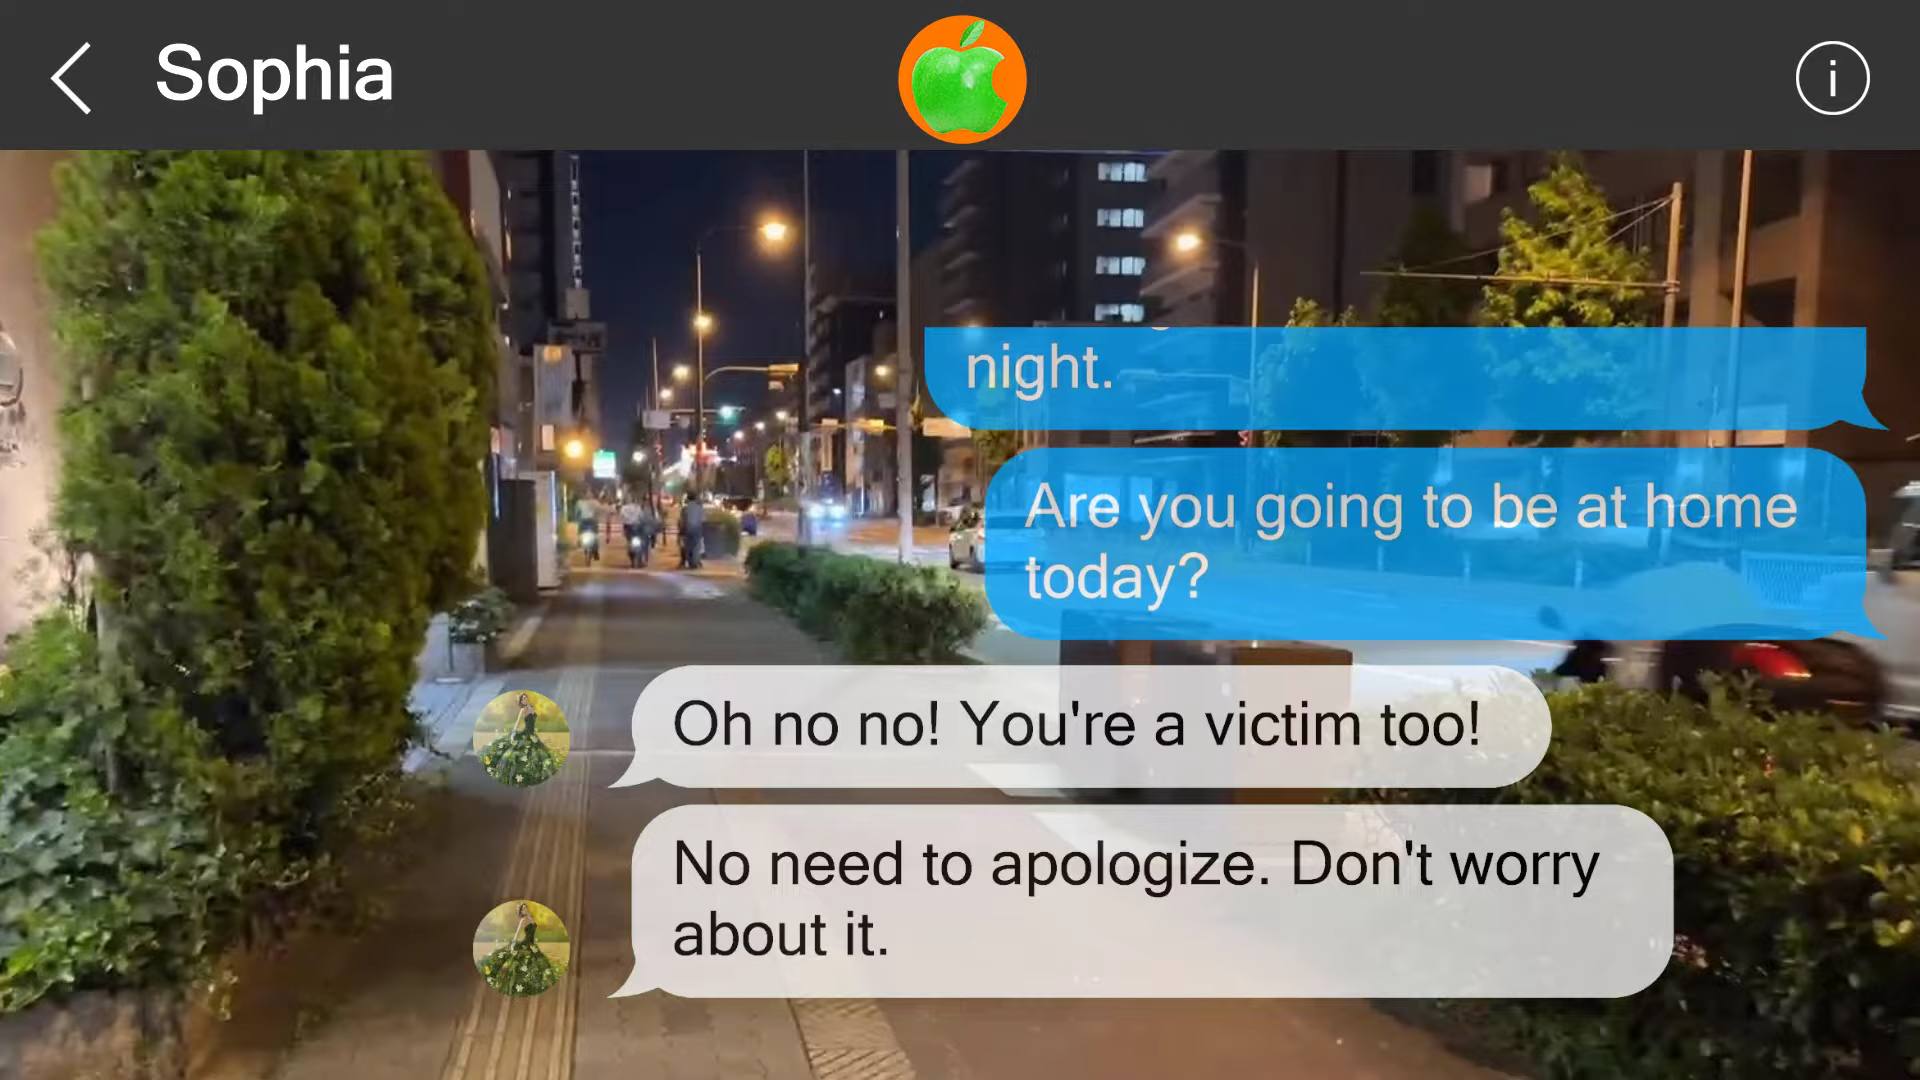 Sophia
night.
Are you going to be at home
today?
Oh no no! You're a victim too!
No need to apologize. Don't worry
about it.